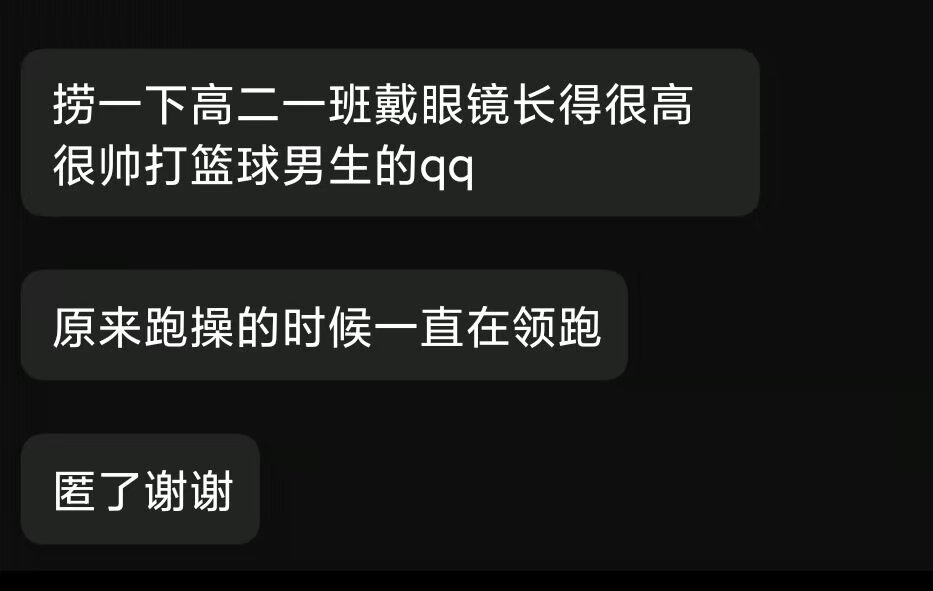 捞一下高二一班戴眼镜长得很高
很帅打篮球男生的qq
原来跑操的时候一直在领跑
匿了谢谢